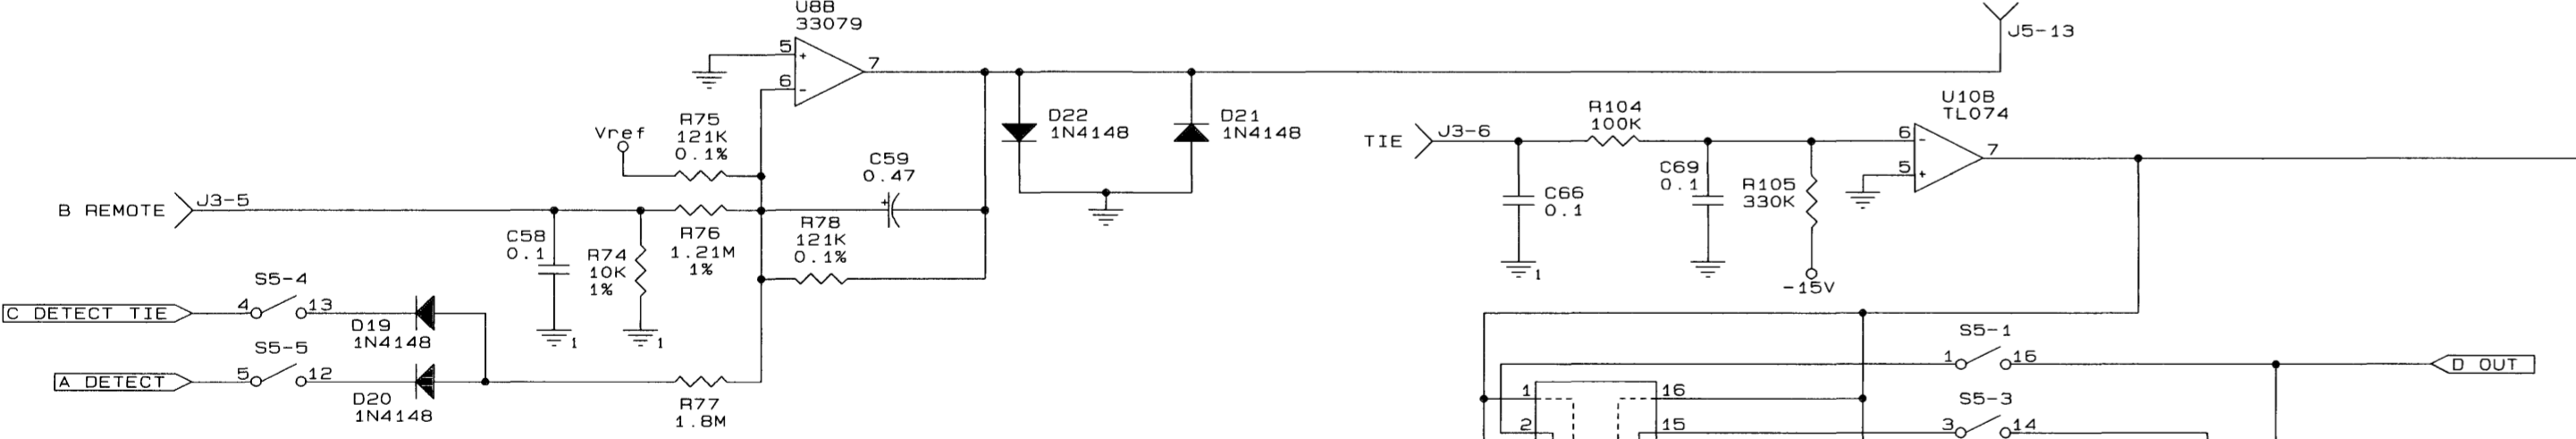 U8B
33079
5
+
6
-
7
J5-13
R75
121K
0.1%
Vref
D22
1N4148
D21
1N4148
C59
0.47
+
B REMOTE
J3-5
C58
0.1
R74
10K
1%
R76
1.21M
1%
R78
121K
0.1%
1
1
S5-4
C DETECT TIE
4
13
D19
1N4148
S5-5
A DETECT
5
12
D20
1N4148
R77
1.8M
TIE
J3-6
R104
100K
U10B
TL074
6
-
5
+
7
C66
0.1
1
C69
0.1
R105
330K
-15V
S5-1
1
16
D OUT
1
16
S5-3
2
15
3
14